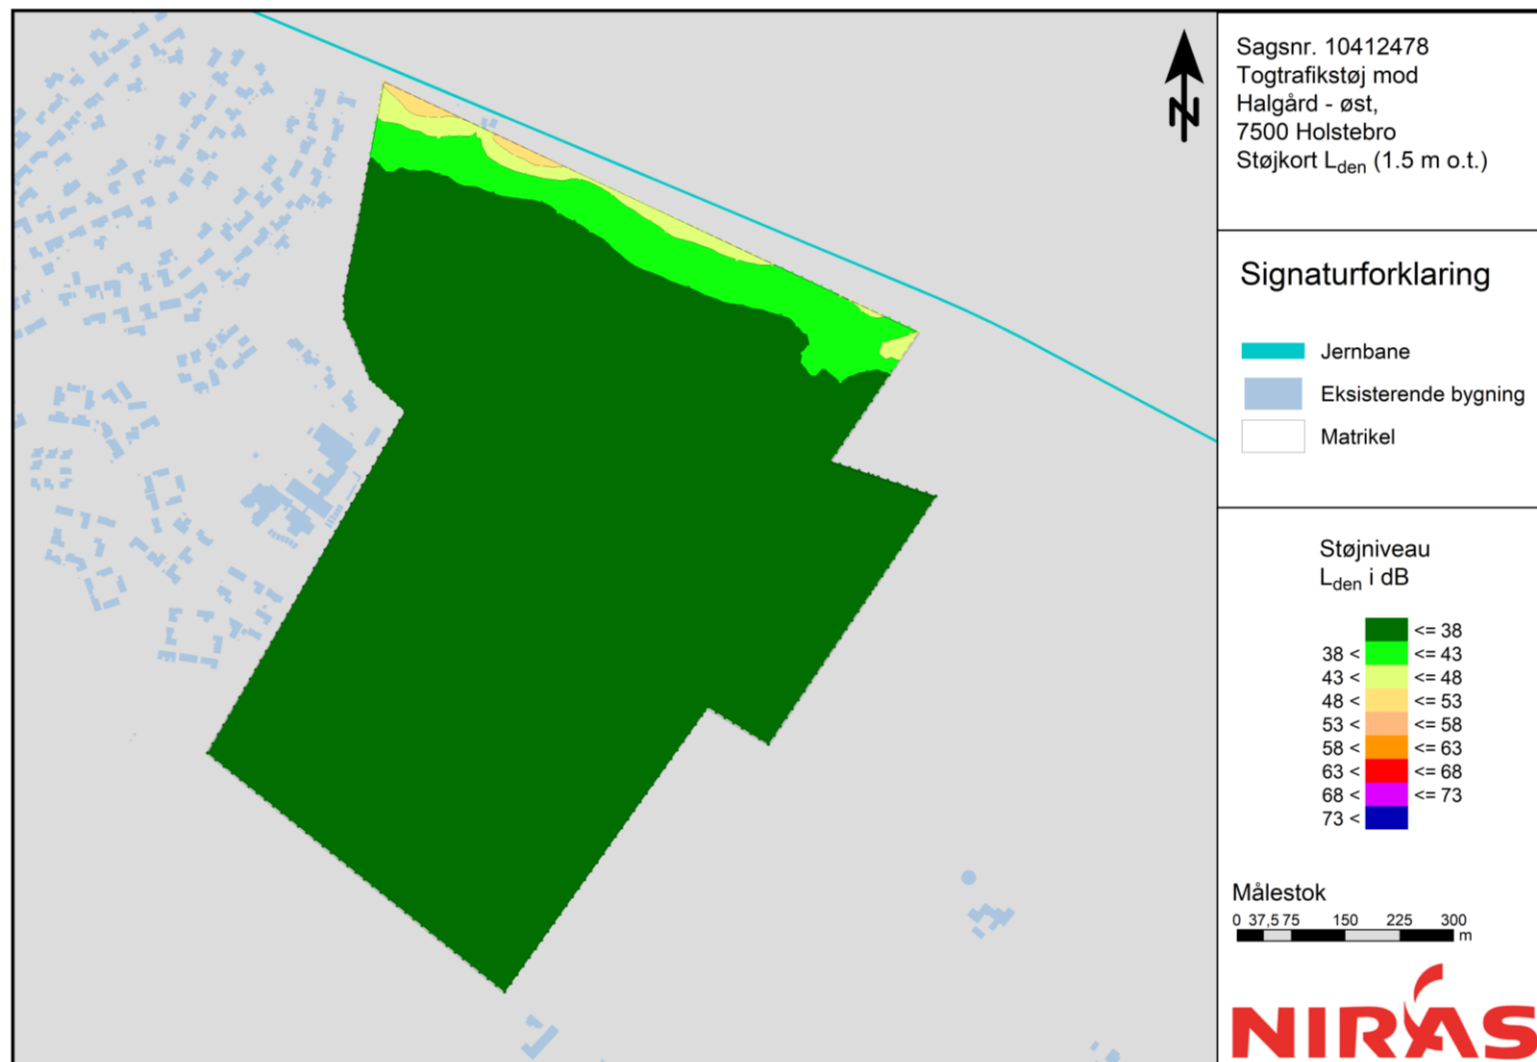 N
Sagsnr. 10412478
Togtrafikstøj mod
Halgård - øst,
7500 Holstebro
Støjkort Lden (1.5 m o.t.)
Signaturforklaring
Jernbane
Eksisterende bygning
Matrikel
Støjniveau
Lden i dB
<= 38
38 < <= 43
43 < <= 48
48 < <= 53
53 < <= 58
58 < <= 63
63 < <= 68
68 < <= 73
73 <
Målestok
0 37,5 75 150 225 300
m
NIRAS